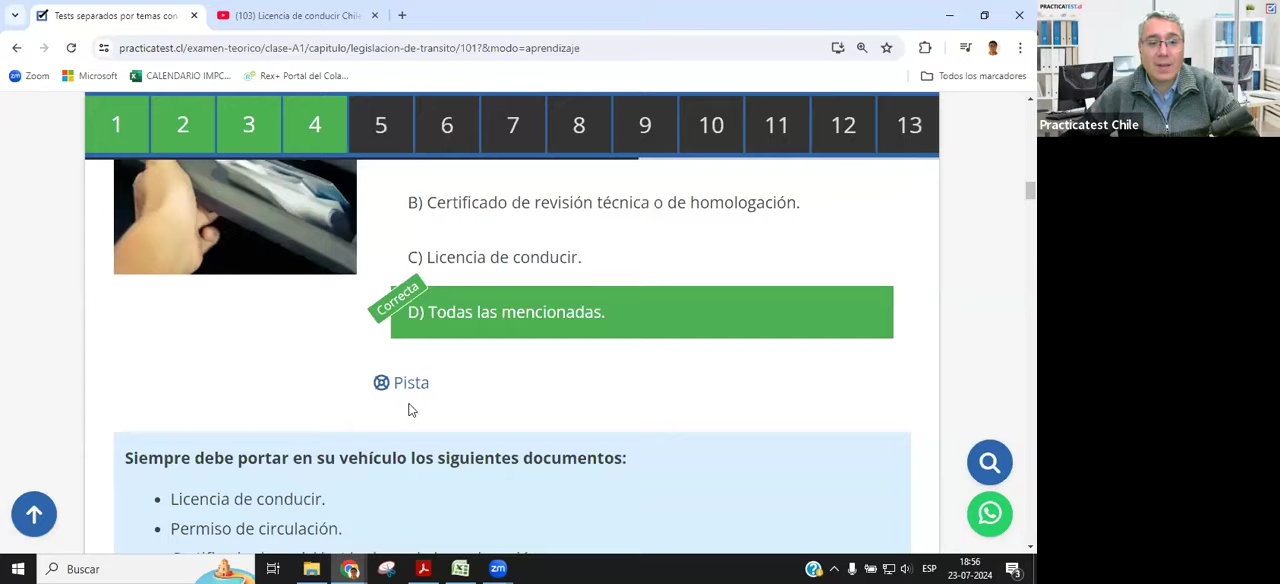 Tests separados por temas con
(103) Licencia de conducir Chile
practicatest.cl/examen-teorico/clase-A1/capitulo/legislacion-de-transito/101?&modo=aprendizaje
Zoom
Microsoft
CALENDARIO IMPC...
Rex+ Portal del Cola...
Todos los marcadores
PRACTICATEST.cl
Practicatest Chile
1 2 3 4 5 6 7 8 9 10 11 12 13
B) Certificado de revisión técnica o de homologación.
C) Licencia de conducir.
Correcta
D) Todas las mencionadas.
Pista
Siempre debe portar en su vehículo los siguientes documentos:
• Licencia de conducir.
• Permiso de circulación.
Buscar
zm
ESP
18:56
23-07-2024
3